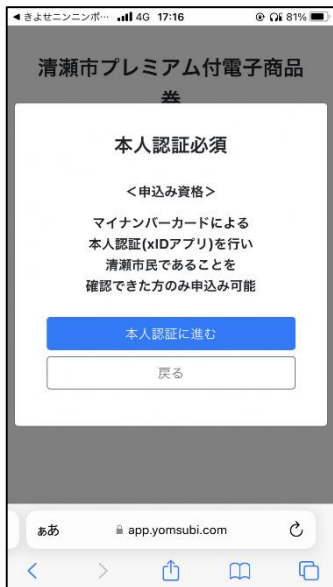 ◀きよせニンニンポ… 4G 17:16 81%
清瀬市プレミアム付電子商品
券
本人認証必須
＜申込み資格＞
マイナンバーカードによる
本人認証(xIDアプリ)を行い
清瀬市民であることを
確認できた方のみ申込み可能
本人認証に進む
戻る
ぁあ app.yomsubi.com